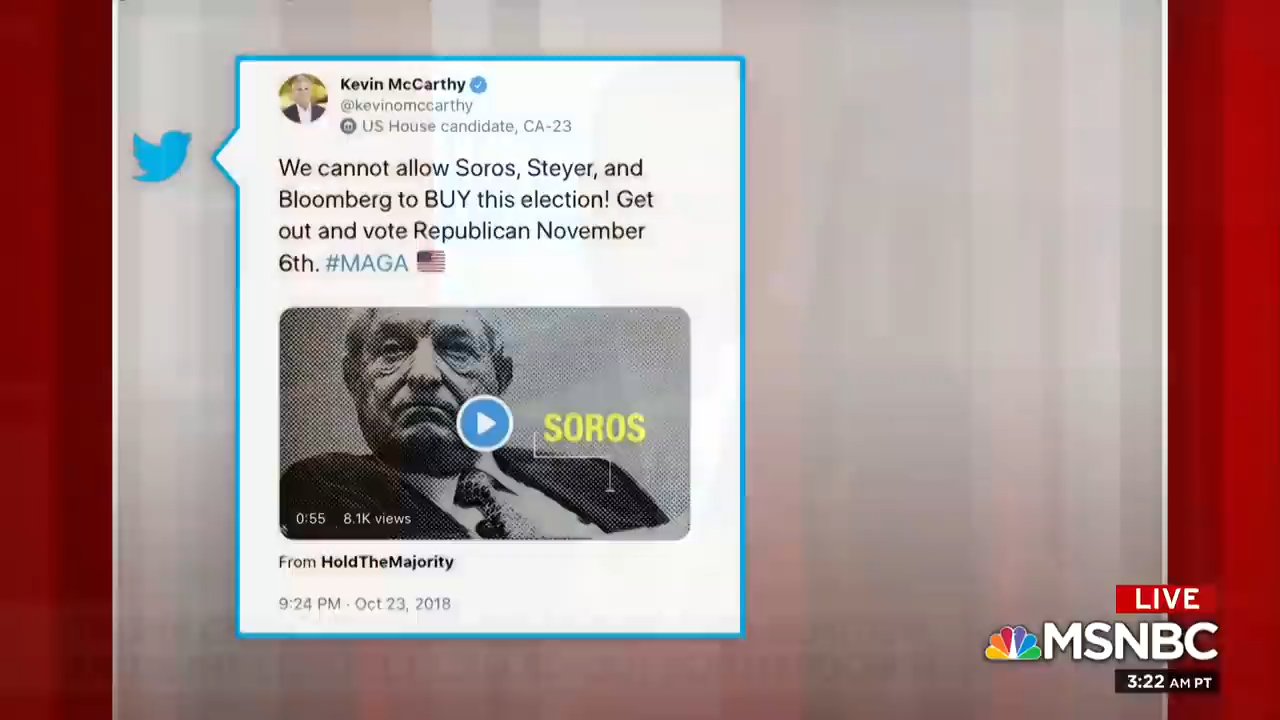 Kevin McCarthy
@kevinomccarthy
US House candidate, CA-23
We cannot allow Soros, Steyer, and
Bloomberg to BUY this election! Get
out and vote Republican November
6th. #MAGA 🇺🇸
SOROS
0:55 8.1K views
From HoldTheMajority
9:24 PM · Oct 23, 2018
LIVE
MSNBC
3:22 AM PT